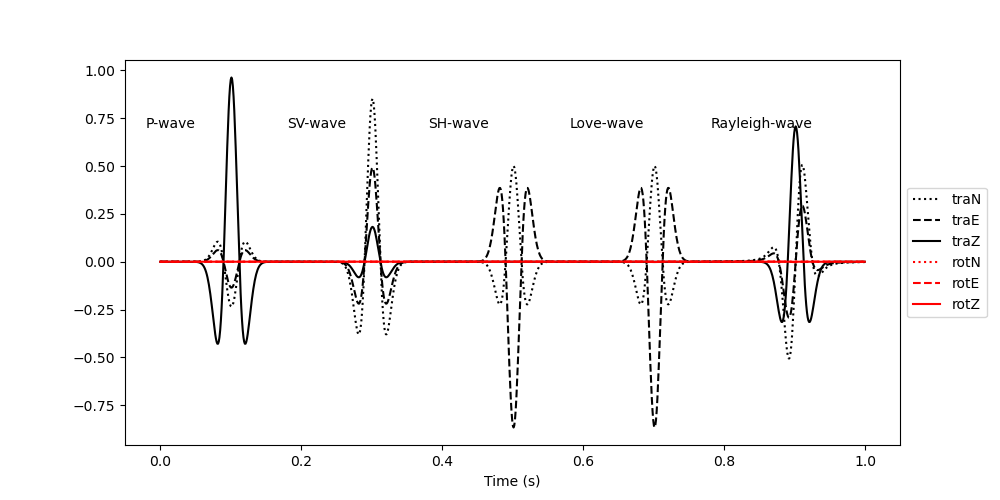 1.00
0.75
0.50
0.25
0.00
−0.25
−0.50
−0.75
P-wave
SV-wave
SH-wave
Love-wave
Rayleigh-wave
0.0
0.2
0.4
0.6
0.8
1.0
Time (s)
traN
traE
traZ
rotN
rotE
rotZ